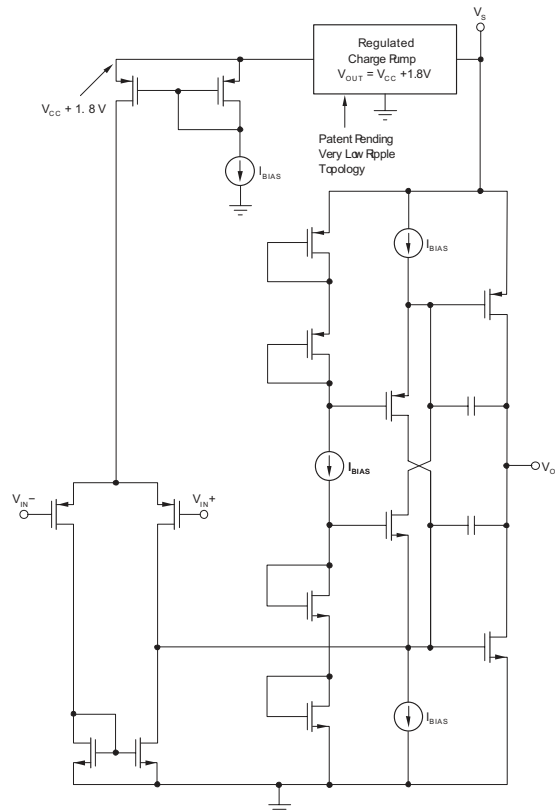 V_S
Regulated
Charge Pump
V_OUT = V_CC +1.8V
V_CC + 1. 8 V
Patent Pending
Very Low Ripple
Topology
I_BIAS
I_BIAS
I_BIAS
V_O
V_IN−
V_IN+
I_BIAS